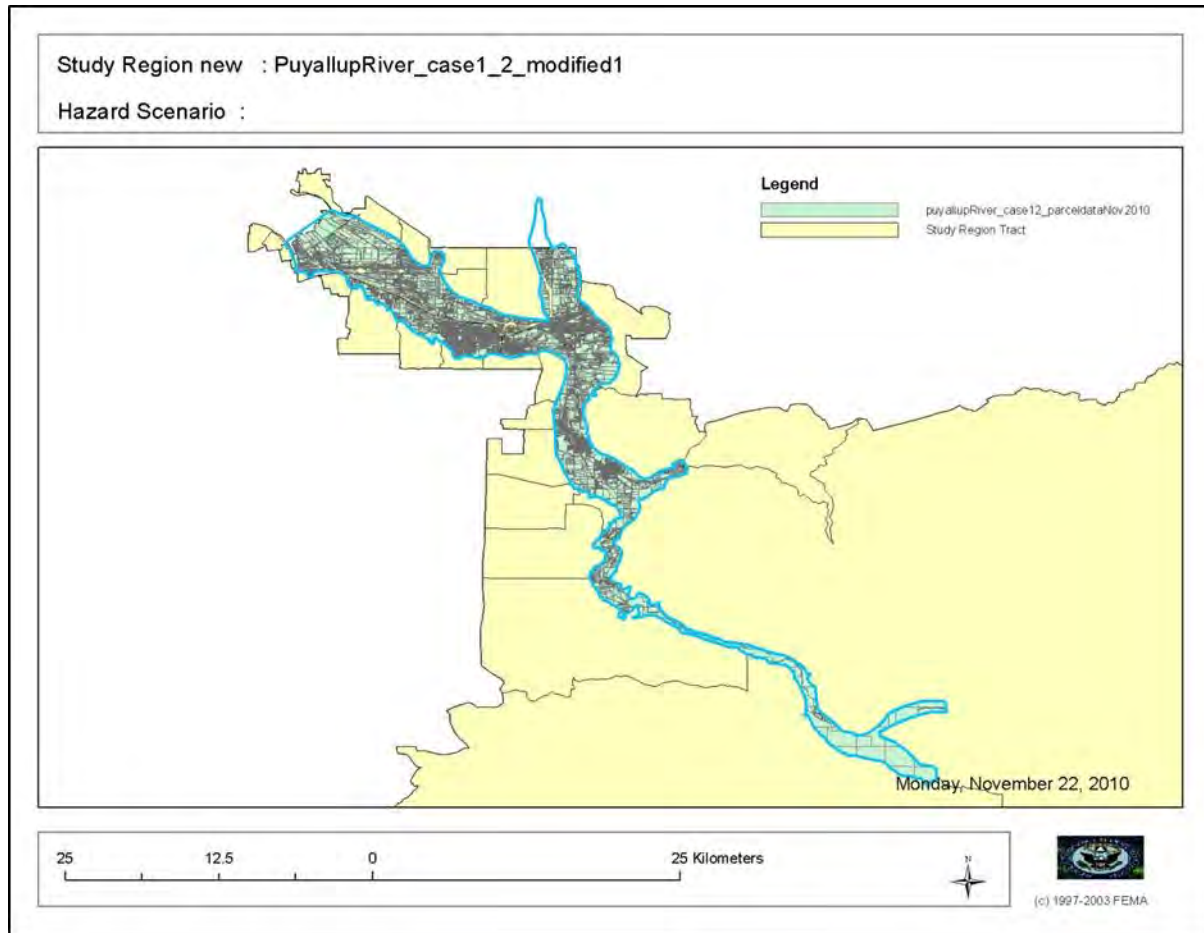 Study Region new : PuyallupRiver_case1_2_modified1
Hazard Scenario :
Legend
puyallupRiver_case12_parceldataNov2010
Study Region Tract
Monday, November 22, 2010
25 12.5 0 25 Kilometers
N
(c) 1997-2003 FEMA